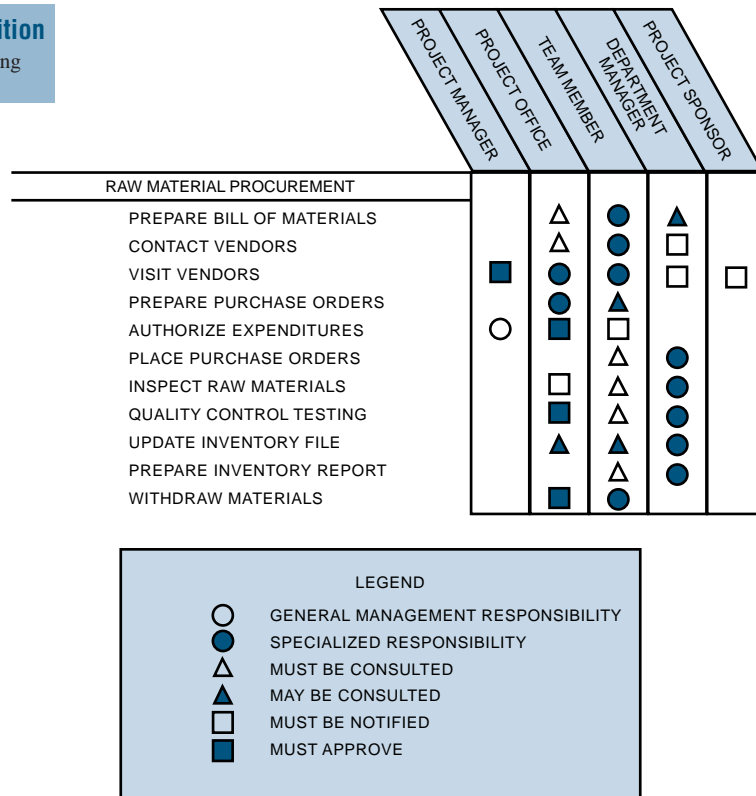 ition
ng
PROJECT MANAGER
PROJECT OFFICE
TEAM MEMBER
DEPARTMENT
MANAGER
PROJECT SPONSOR
RAW MATERIAL PROCUREMENT
PREPARE BILL OF MATERIALS
CONTACT VENDORS
VISIT VENDORS
PREPARE PURCHASE ORDERS
AUTHORIZE EXPENDITURES
PLACE PURCHASE ORDERS
INSPECT RAW MATERIALS
QUALITY CONTROL TESTING
UPDATE INVENTORY FILE
PREPARE INVENTORY REPORT
WITHDRAW MATERIALS
LEGEND
GENERAL MANAGEMENT RESPONSIBILITY
SPECIALIZED RESPONSIBILITY
MUST BE CONSULTED
MAY BE CONSULTED
MUST BE NOTIFIED
MUST APPROVE